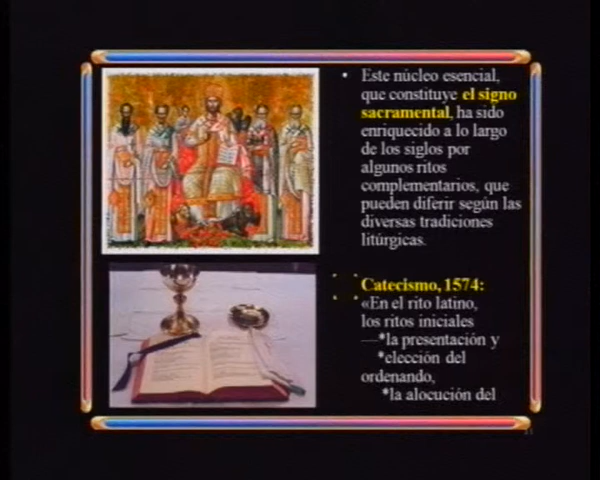 • Este núcleo esencial,
que constituye el signo
sacramental, ha sido
enriquecido a lo largo
de los siglos por
algunos ritos
complementarios, que
pueden diferir según las
diversas tradiciones
litúrgicas.
Catecismo, 1574:
«En el rito latino,
los ritos iniciales
—*la presentación y
*elección del
ordenando,
*la alocución del